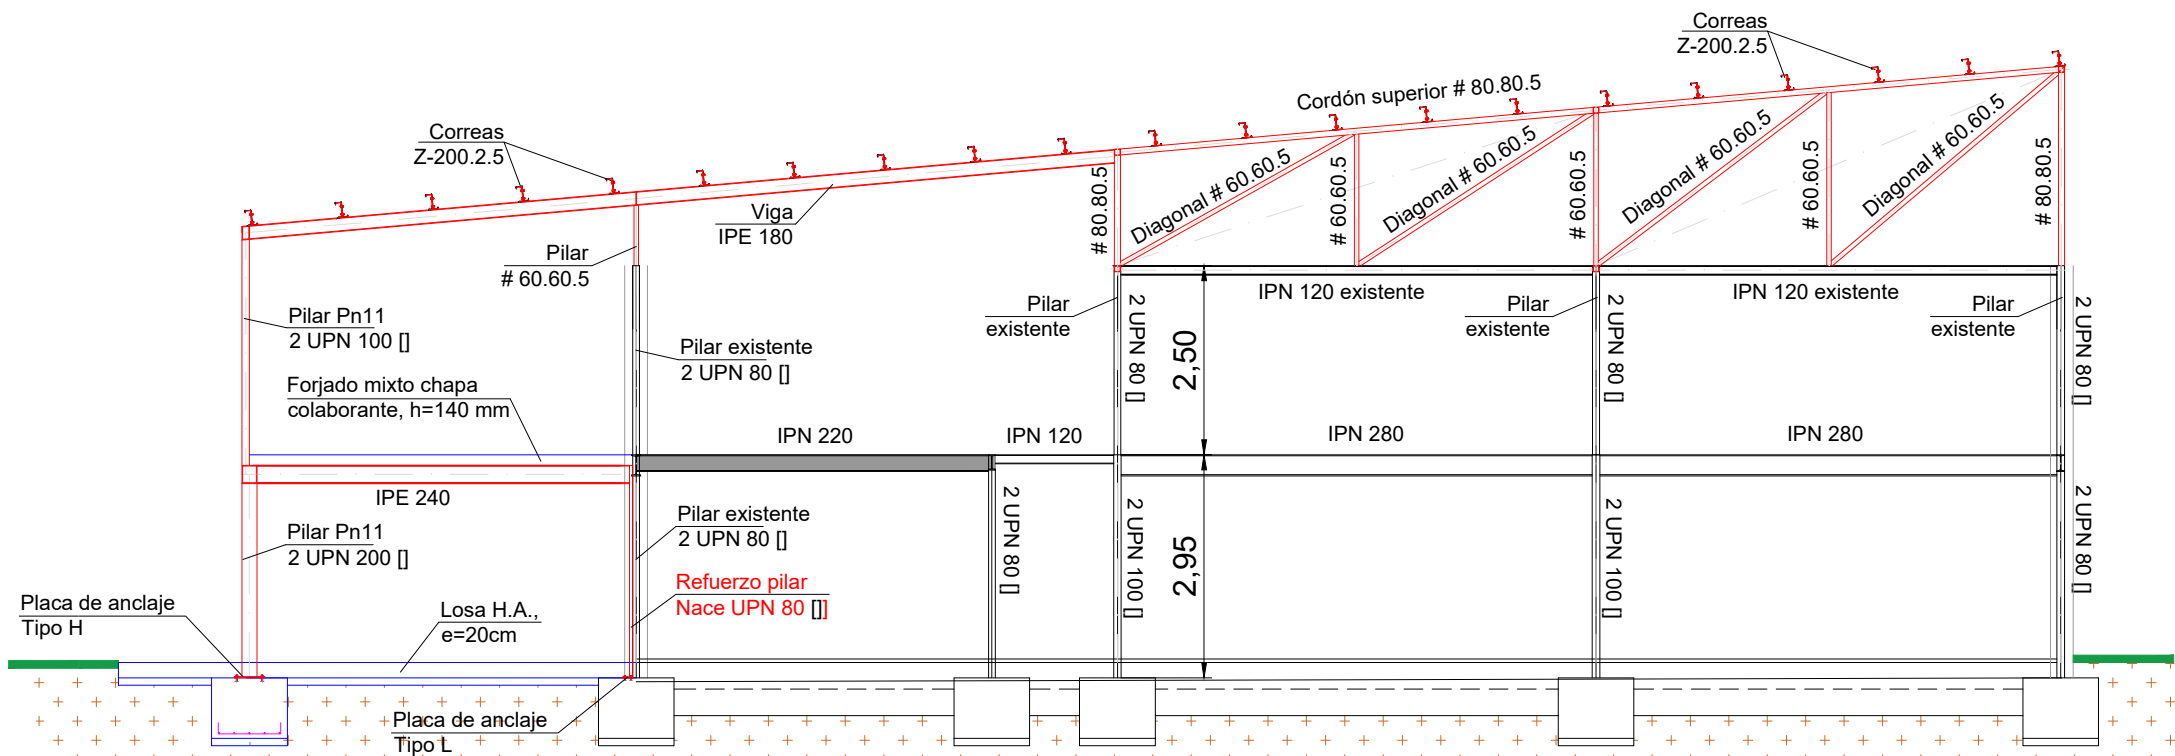 Correas
Z-200.2.5
Correas
Z-200.2.5
Cordón superior # 80.80.5
Viga
IPE 180
Pilar
# 60.60.5
# 80.80.5
Diagonal # 60.60.5
# 60.60.5
Diagonal # 60.60.5
# 60.60.5
Diagonal # 60.60.5
# 60.60.5
Diagonal # 60.60.5
# 80.80.5
Pilar Pn11
2 UPN 100 []
Pilar existente
2 UPN 80 []
Pilar
existente
2 UPN 80 []
2,50
IPN 120 existente
Pilar
existente
2 UPN 80 []
IPN 120 existente
Pilar
existente
2 UPN 80 []
Forjado mixto chapa
colaborante, h=140 mm
IPN 220
IPN 120
IPN 280
IPN 280
IPE 240
Pilar Pn11
2 UPN 200 []
Pilar existente
2 UPN 80 []
Refuerzo pilar
Nace UPN 80 []]
2 UPN 80 []
2 UPN 100 []
2,95
2 UPN 100 []
2 UPN 80 []
Placa de anclaje
Tipo H
Losa H.A.,
e=20cm
Placa de anclaje
Tipo L